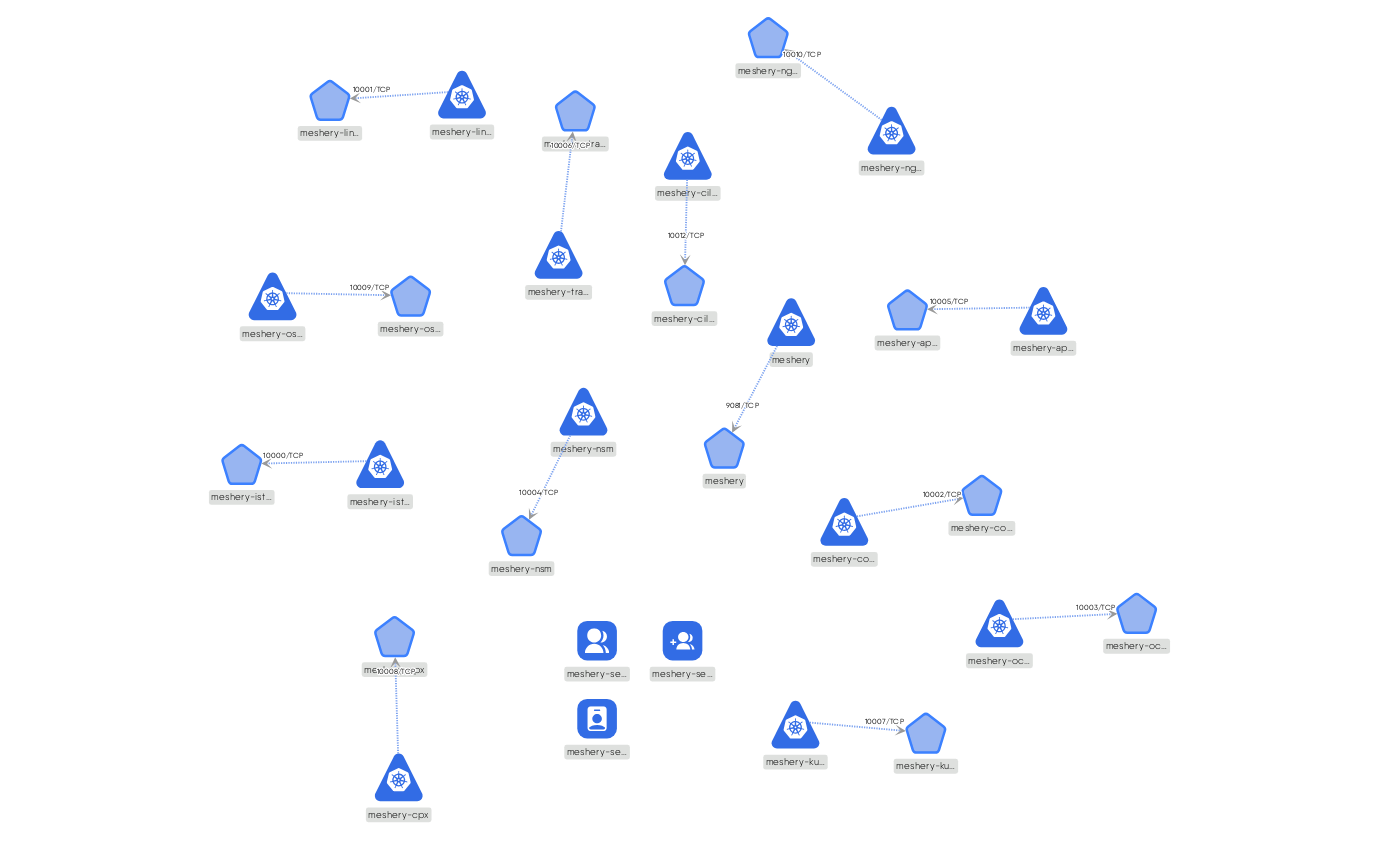 10010/TCP
meshery-ng...
10001/TCP
meshery-lin...
meshery-lin...
10006/TCP
meshery-ng...
meshery-cil...
10012/TCP
meshery-tra...
10009/TCP
meshery-os...
meshery-os...
meshery-cil...
10005/TCP
meshery-ap...
meshery-ap...
meshery
9081/TCP
meshery
meshery-nsm
10000/TCP
meshery-ist...
meshery-ist...
10004/TCP
meshery-nsm
10002/TCP
meshery-co...
meshery-co...
10003/TCP
meshery-oc...
meshery-oc...
10008/TCP
meshery-se...
meshery-se...
10007/TCP
meshery-se...
meshery-ku...
meshery-ku...
meshery-cpx